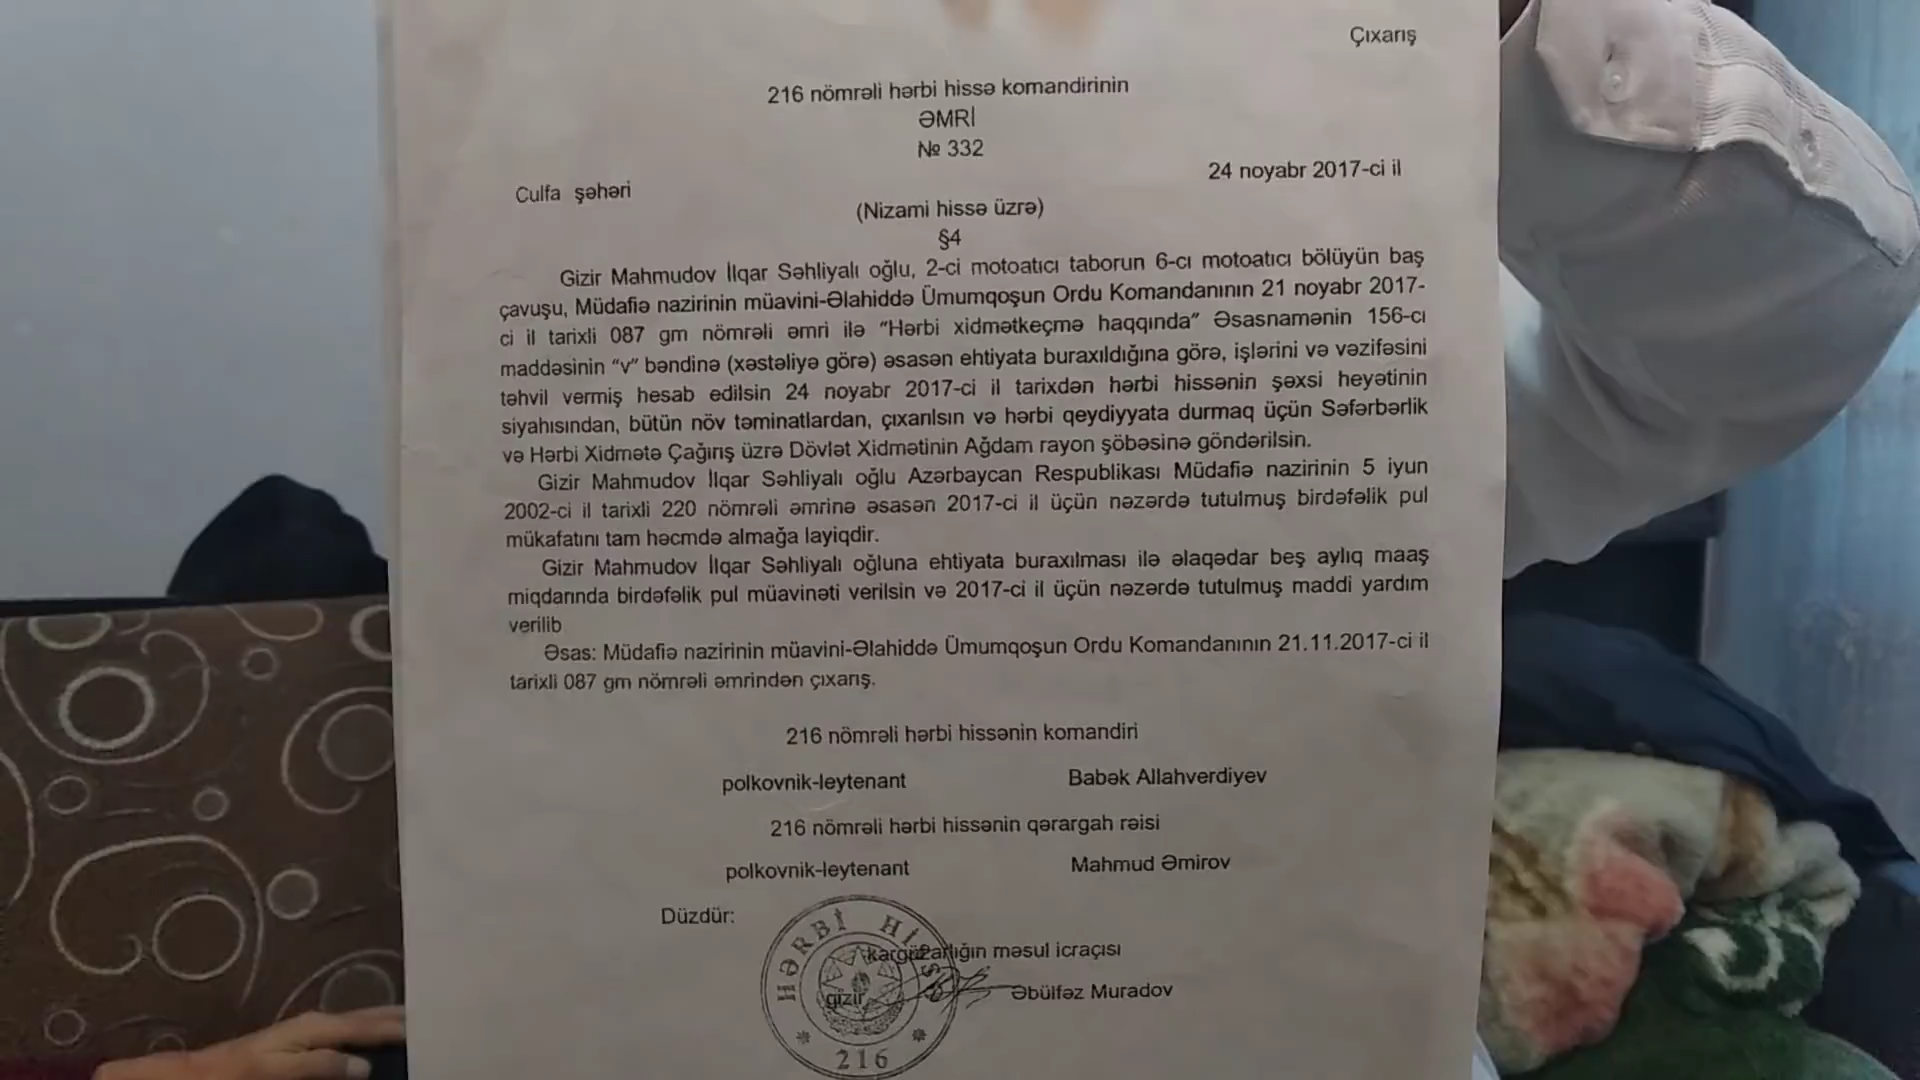 Çıxarış
216 nömrəli hərbi hissə komandirinin
ƏMRİ
№ 332
24 noyabr 2017-ci il
Culfa şəhəri
(Nizami hissə üzrə)
§4
Gizir Mahmudov İlqar Səhliyalı oğlu, 2-ci motoatıcı taborun 6-cı motoatıcı bölüyün baş
çavuşu, Müdafiə nazirinin müavini-Əlahiddə Ümumqoşun Ordu Komandanının 21 noyabr 2017-
ci il tarixli 087 gm nömrəli əmri ilə “Hərbi xidmətkeçmə haqqında” Əsasnamənin 156-cı
maddəsinin “v” bəndinə (xəstəliyə görə) əsasən ehtiyata buraxıldığına görə, işlərini və vəzifəsini
təhvil vermiş hesab edilsin 24 noyabr 2017-ci il tarixdən hərbi hissənin şəxsi heyətinin
siyahısından, bütün növ təminatlardan, çıxarılsın və hərbi qeydiyyata durmaq üçün Səfərbərlik
və Hərbi Xidmətə Çağırış üzrə Dövlət Xidmətinin Ağdam rayon şöbəsinə göndərilsin.
Gizir Mahmudov İlqar Səhliyalı oğlu Azərbaycan Respublikası Müdafiə nazirinin 5 iyun
2002-ci il tarixli 220 nömrəli əmrinə əsasən 2017-ci il üçün nəzərdə tutulmuş birdəfəlik pul
mükafatını tam həcmdə almağa layiqdir.
Gizir Mahmudov İlqar Səhliyalı oğluna ehtiyata buraxılması ilə əlaqədar beş aylıq maaş
miqdarında birdəfəlik pul müavinəti verilsin və 2017-ci il üçün nəzərdə tutulmuş maddi yardım
verilib
Əsas: Müdafiə nazirinin müavini-Əlahiddə Ümumqoşun Ordu Komandanının 21.11.2017-ci il
tarixli 087 gm nömrəli əmrindən çıxarış.
216 nömrəli hərbi hissənin komandiri
polkovnik-leytenant Babək Allahverdiyev
216 nömrəli hərbi hissənin qərargah rəisi
polkovnik-leytenant Mahmud Əmirov
Düzdür:
kargüzarlığın məsul icraçısı
gizir Əbülfəz Muradov
HƏRBİ HİSSƏ
216